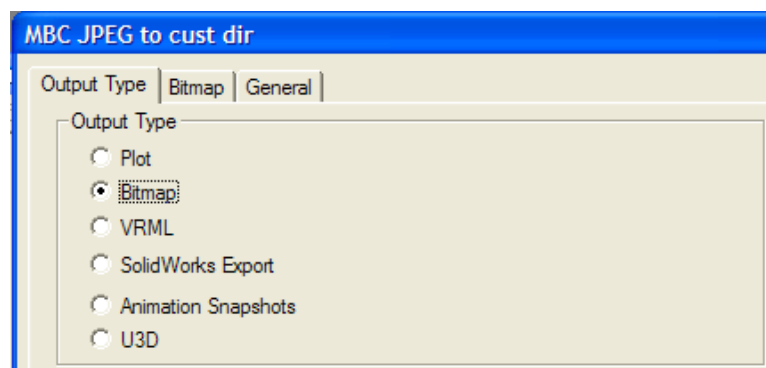 MBC JPEG to cust dir
Output Type Bitmap General
Output Type
Plot
Bitmap
VRML
SolidWorks Export
Animation Snapshots
U3D